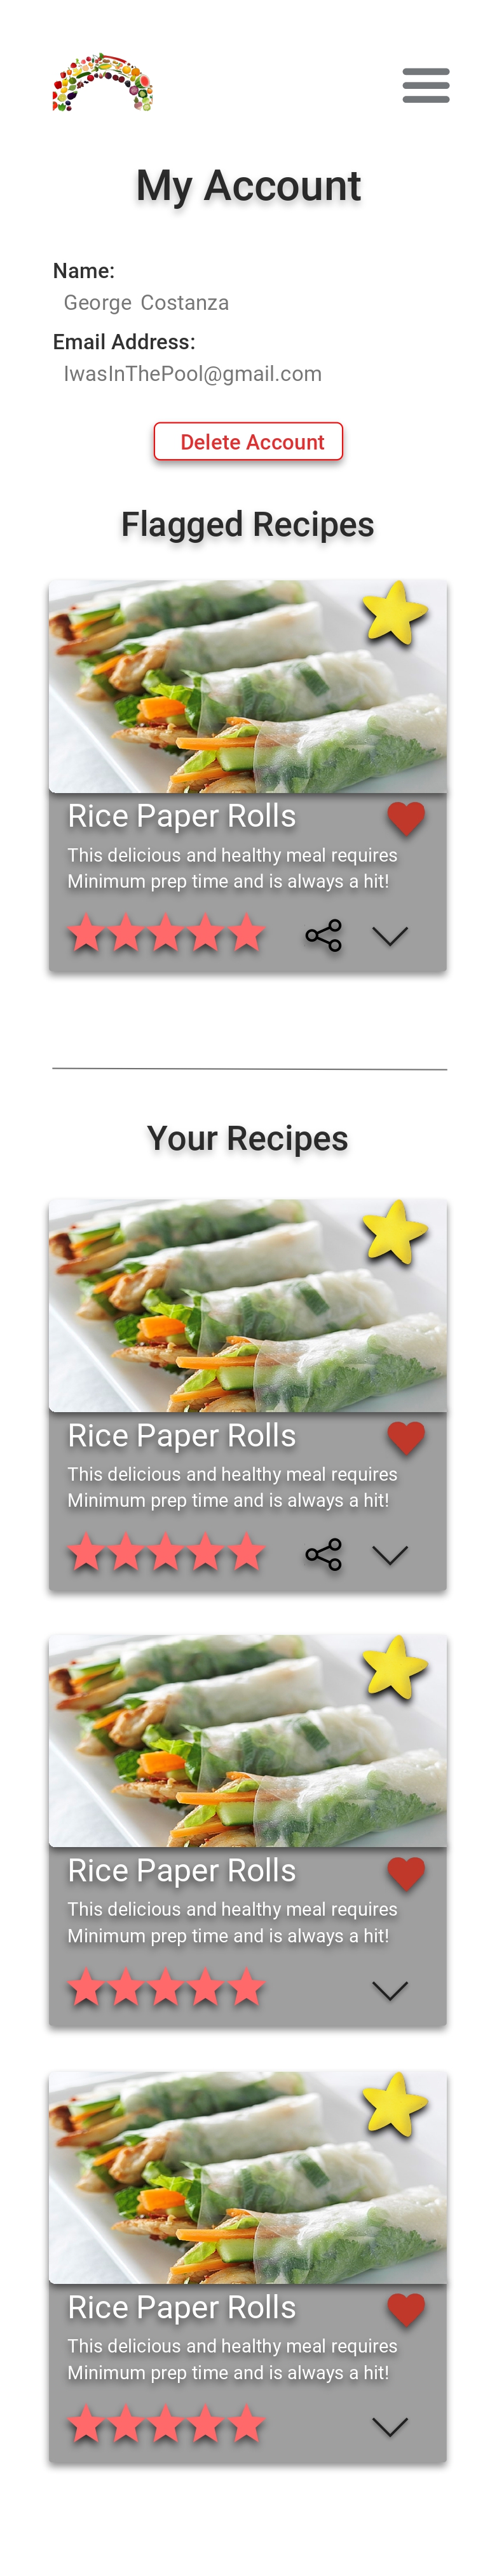 My Account
Name:
George Costanza
Email Address:
IwasInThePool@gmail.com
Delete Account
Flagged Recipes
Rice Paper Rolls
This delicious and healthy meal requires
Minimum prep time and is always a hit!
Your Recipes
Rice Paper Rolls
This delicious and healthy meal requires
Minimum prep time and is always a hit!
Rice Paper Rolls
This delicious and healthy meal requires
Minimum prep time and is always a hit!
Rice Paper Rolls
This delicious and healthy meal requires
Minimum prep time and is always a hit!